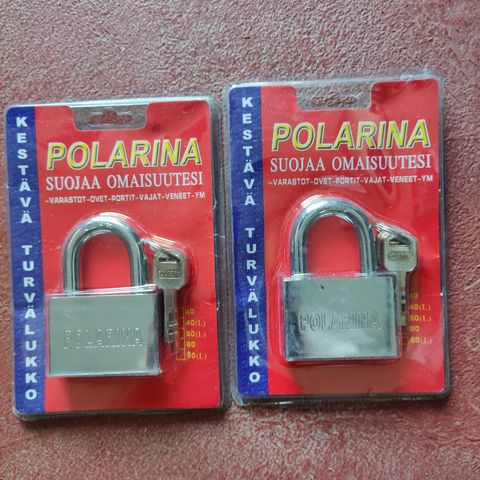 KESTÄVÄ TURVALUKKO
POLARINA
SUOJAA OMAISUUTESI
-VARASTOT-OVET-PORTIT-VAJAT-VENEET-YM
POLARINA
40
40(L)
50(L)
60
60(L)
KESTÄVÄ TURVALUKKO
POLARINA
SUOJAA OMAISUUTESI
-VARASTOT-OVET-PORTIT-VAJAT-VENEET-YM
POLARINA
40
40(L)
50(L)
60
60(L)